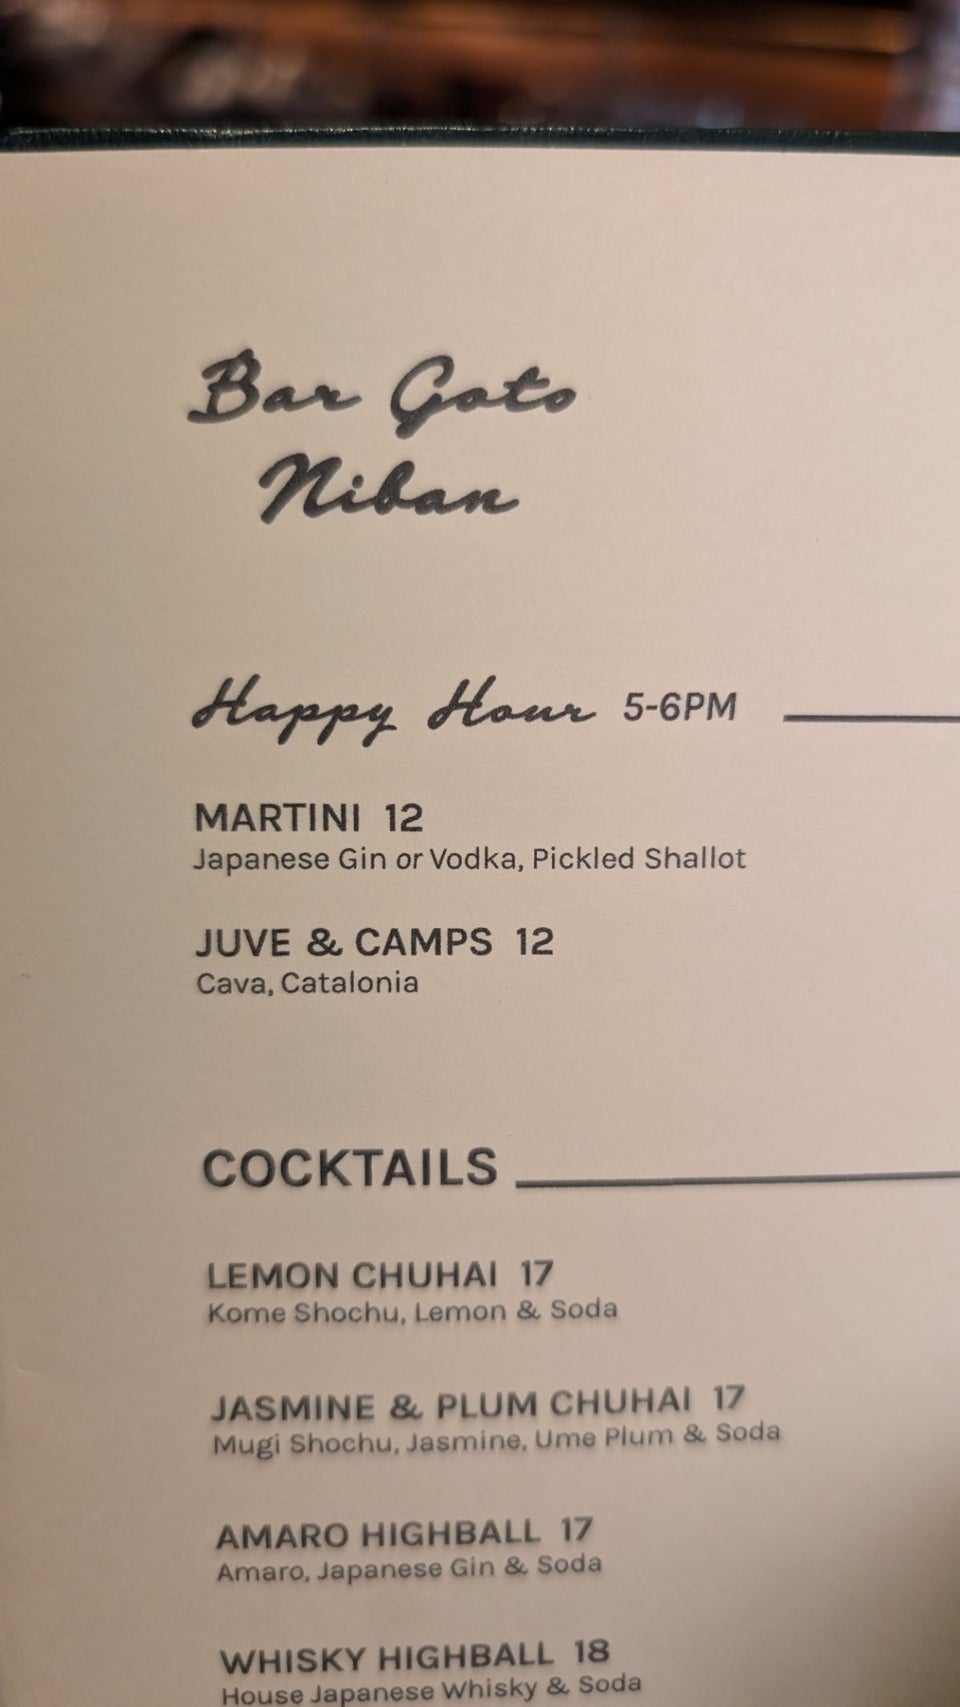 Bar Goto
Niban
Happy Hour 5-6PM
MARTINI 12
Japanese Gin or Vodka, Pickled Shallot
JUVE & CAMPS 12
Cava, Catalonia
COCKTAILS
LEMON CHUHAI 17
Kome Shochu, Lemon & Soda
JASMINE & PLUM CHUHAI 17
Mugi Shochu, Jasmine, Ume Plum & Soda
AMARO HIGHBALL 17
Amaro, Japanese Gin & Soda
WHISKY HIGHBALL 18
House Japanese Whisky & Soda